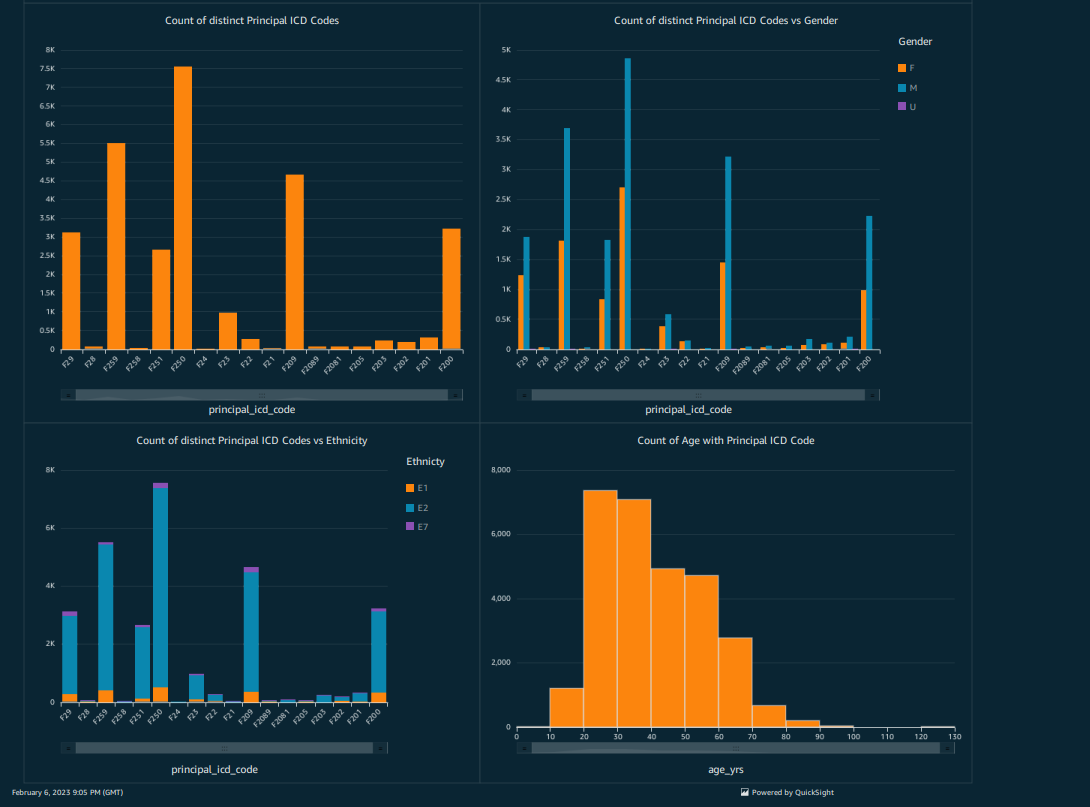 Count of distinct Principal ICD Codes
8K
7.5K
7K
6.5K
6K
5.5K
5K
4.5K
4K
3.5K
3K
2.5K
2K
1.5K
1K
0.5K
0
F29 F28 F259 F258 F251 F250 F24 F23 F22 F21 F209 F2089 F2081 F205 F203 F202 F201 F200
principal_icd_code
Count of distinct Principal ICD Codes vs Gender
Gender
F
M
U
5K
4.5K
4K
3.5K
3K
2.5K
2K
1.5K
1K
0.5K
0
F29 F28 F259 F258 F251 F250 F24 F23 F22 F21 F209 F2089 F2081 F205 F203 F202 F201 F200
principal_icd_code
Count of distinct Principal ICD Codes vs Ethnicity
Ethnicty
E1
E2
E7
8K
6K
4K
2K
0
F29 F28 F259 F258 F251 F250 F24 F23 F22 F21 F209 F2089 F2081 F205 F203 F202 F201 F200
principal_icd_code
Count of Age with Principal ICD Code
8,000
6,000
4,000
2,000
0
0 10 20 30 40 50 60 70 80 90 100 110 120 130
age_yrs
February 6, 2023 9:05 PM (GMT)
Powered by QuickSight